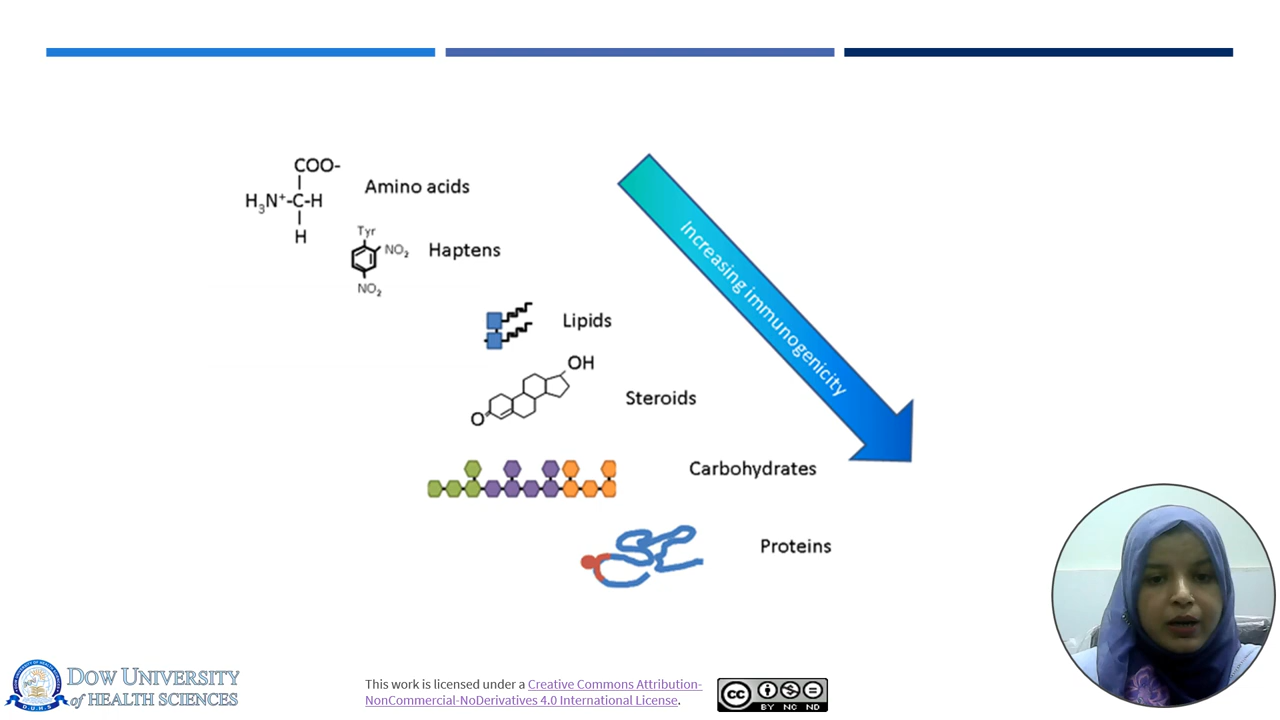 COO-
H₃N⁺-C-H
H
Amino acids
Tyr
NO₂
NO₂
Haptens
Lipids
OH
O
Steroids
Carbohydrates
Proteins
Increasing immunogenicity
DOW UNIVERSITY
of HEALTH SCIENCES
D.U.H.S
This work is licensed under a Creative Commons Attribution-
NonCommercial-NoDerivatives 4.0 International License.
cc
BY NC ND